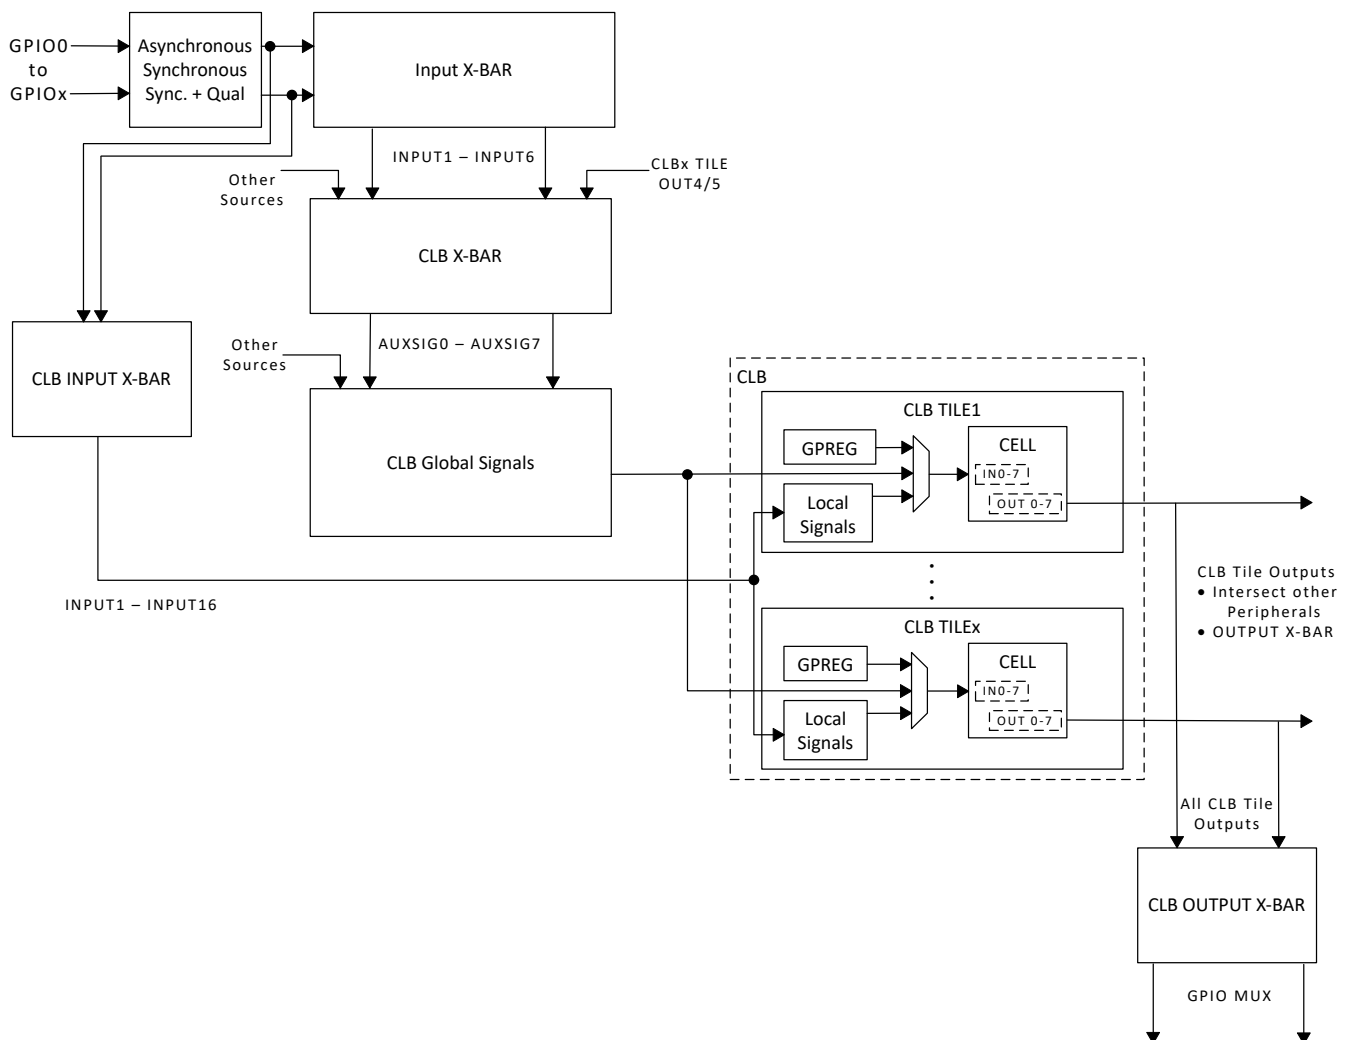 GPIO0
to
GPIOx
Asynchronous
Synchronous
Sync. + Qual
Input X-BAR
INPUT1 – INPUT6
Other
Sources
CLBx TILE
OUT4/5
CLB X-BAR
AUXSIG0 – AUXSIG7
Other
Sources
CLB INPUT X-BAR
CLB Global Signals
INPUT1 – INPUT16
CLB
CLB TILE1
GPREG
Local
Signals
CELL
IN0-7
OUT 0-7
CLB TILEx
GPREG
Local
Signals
CELL
IN0-7
OUT 0-7
CLB Tile Outputs
• Intersect other
Peripherals
• OUTPUT X-BAR
All CLB Tile
Outputs
CLB OUTPUT X-BAR
GPIO MUX